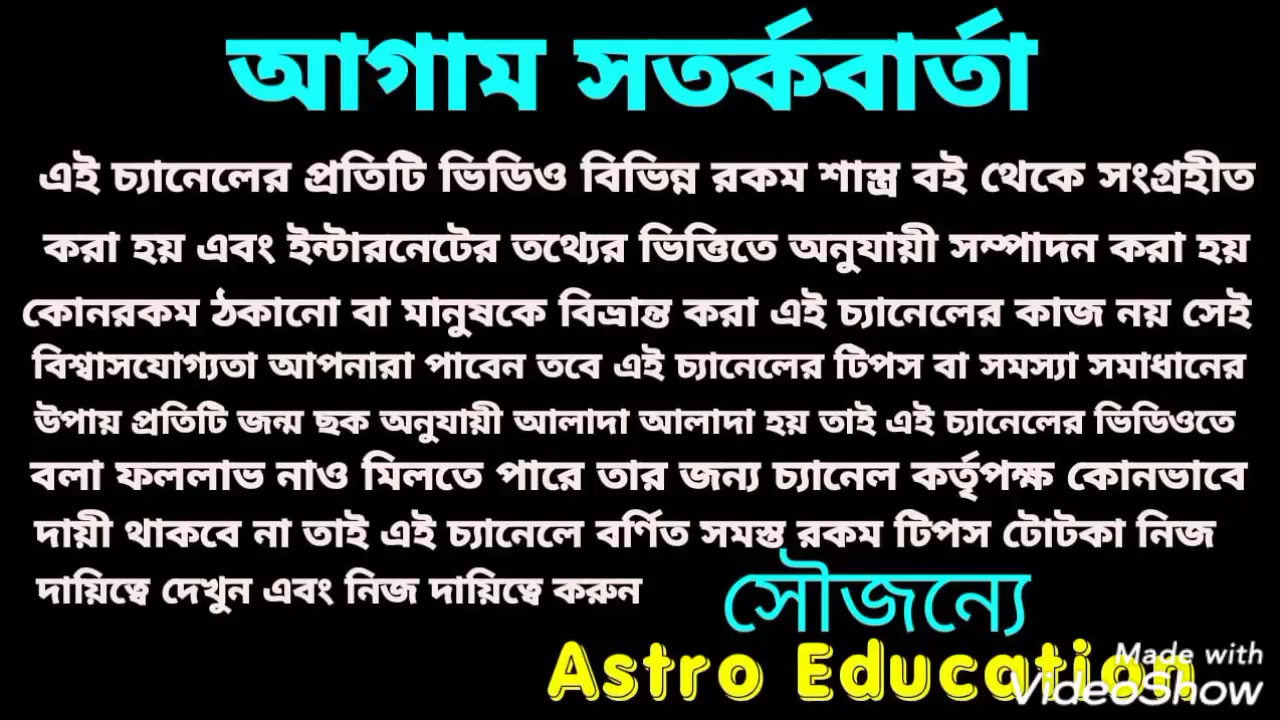 আগাম সতর্কবার্তা
এই চ্যানেলের প্রতিটি ভিডিও বিভিন্ন রকম শাস্ত্র বই থেকে সংগ্রহীত
করা হয় এবং ইন্টারনেটের তথ্যের ভিত্তিতে অনুযায়ী সম্পাদন করা হয়
কোনরকম ঠকানো বা মানুষকে বিভ্রান্ত করা এই চ্যানেলের কাজ নয় সেই
বিশ্বাসযোগ্যতা আপনারা পাবেন তবে এই চ্যানেলের টিপস বা সমস্যা সমাধানের
উপায় প্রতিটি জন্ম ছক অনুযায়ী আলাদা আলাদা হয় তাই এই চ্যানেলের ভিডিওতে
বলা ফললাভ নাও মিলতে পারে তার জন্য চ্যানেল কর্তৃপক্ষ কোনভাবে
দায়ী থাকবে না তাই এই চ্যানেলে বর্ণিত সমস্ত রকম টিপস টোটকা নিজ
দায়িত্বে দেখুন এবং নিজ দায়িত্বে করুন
সৌজন্যে
Astro Education
Made with
VideoShow